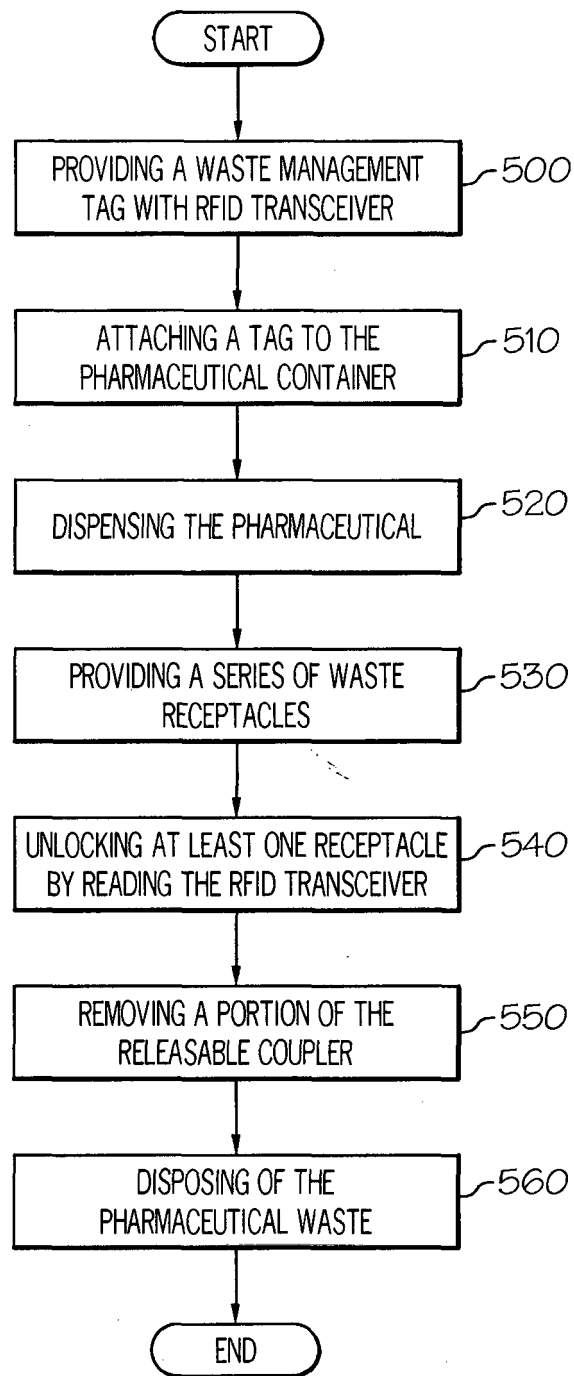 START
PROVIDING A WASTE MANAGEMENT
TAG WITH RFID TRANSCEIVER
500
ATTACHING A TAG TO THE
PHARMACEUTICAL CONTAINER
510
DISPENSING THE PHARMACEUTICAL
520
PROVIDING A SERIES OF WASTE
RECEPTACLES
530
UNLOCKING AT LEAST ONE RECEPTACLE
BY READING THE RFID TRANSCEIVER
540
REMOVING A PORTION OF THE
RELEASABLE COUPLER
550
DISPOSING OF THE
PHARMACEUTICAL WASTE
560
END